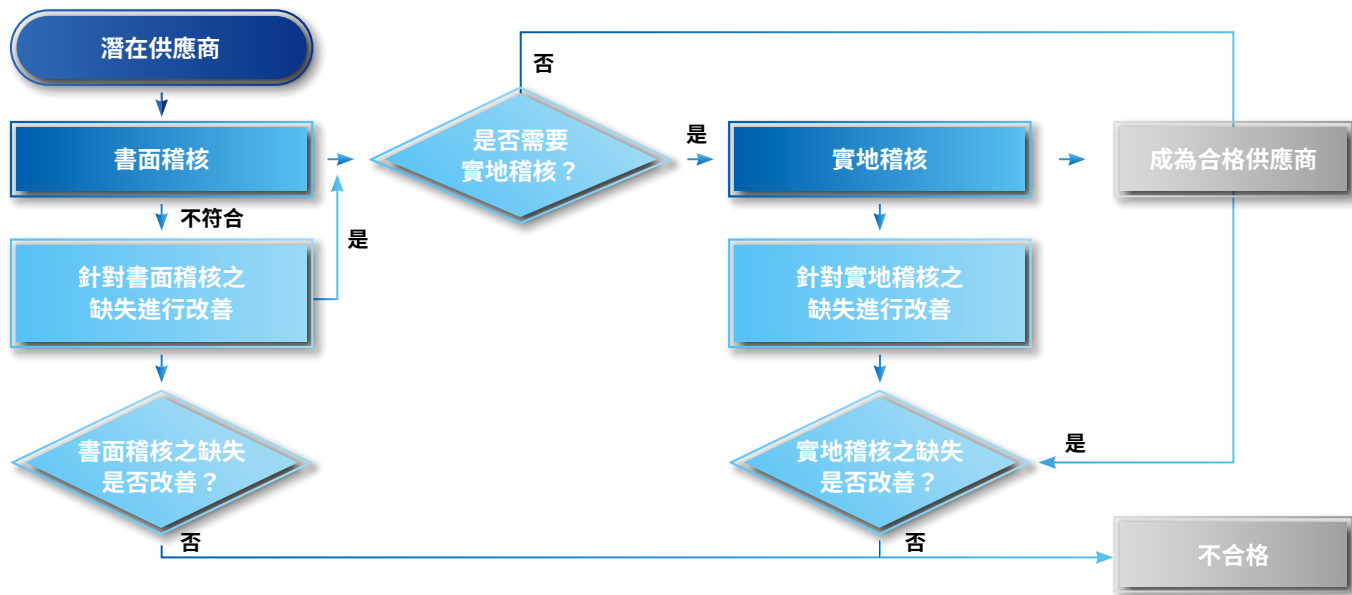 潛在供應商
否
書面稽核
是否需要
實地稽核？
是
實地稽核
成為合格供應商
不符合
是
針對書面稽核之
缺失進行改善
針對實地稽核之
缺失進行改善
書面稽核之缺失
是否改善？
實地稽核之缺失
是否改善？
是
否
否
不合格